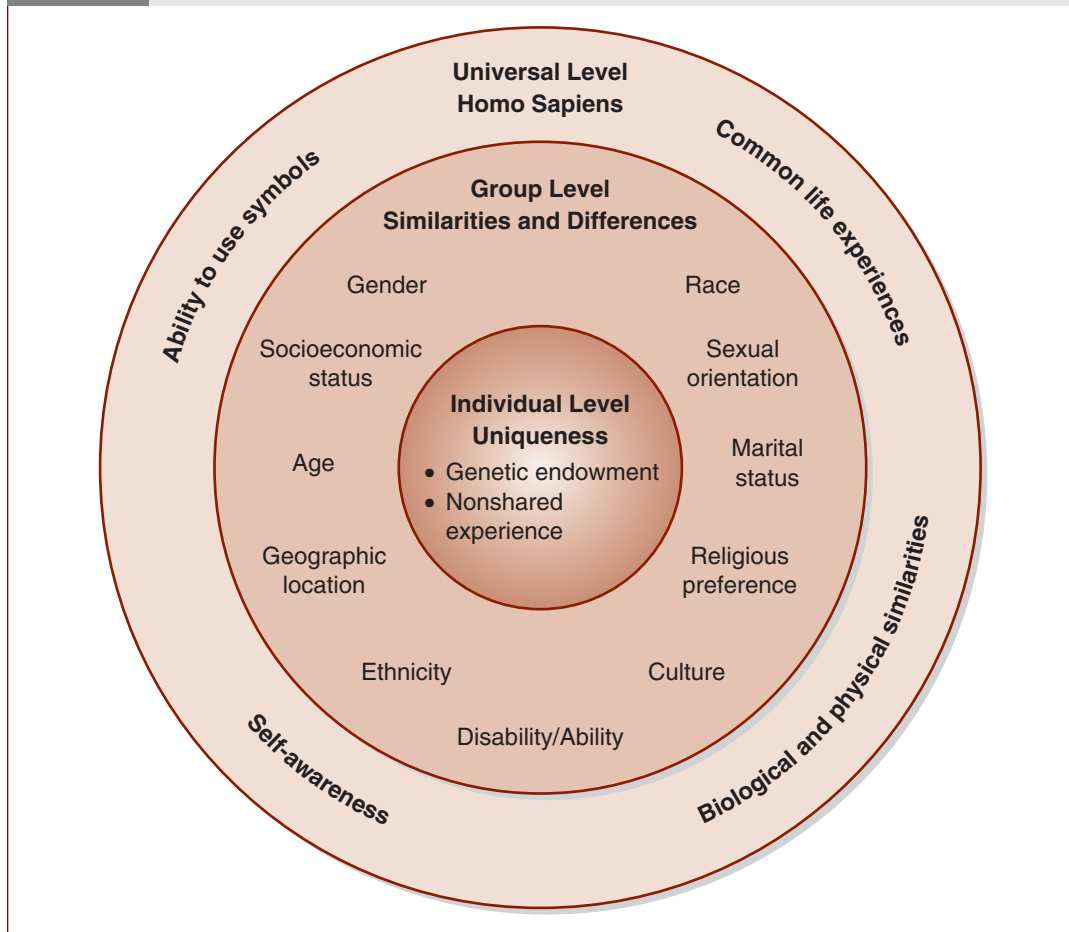 Universal Level
Homo Sapiens
Ability to use symbols
Common life experiences
Group Level
Similarities and Differences
Gender
Race
Socioeconomic
status
Sexual
orientation
Individual Level
Uniqueness
• Genetic endowment
• Nonshared
experience
Age
Marital
status
Geographic
location
Religious
preference
Ethnicity
Culture
Disability/Ability
Self-awareness
Biological and physical similarities